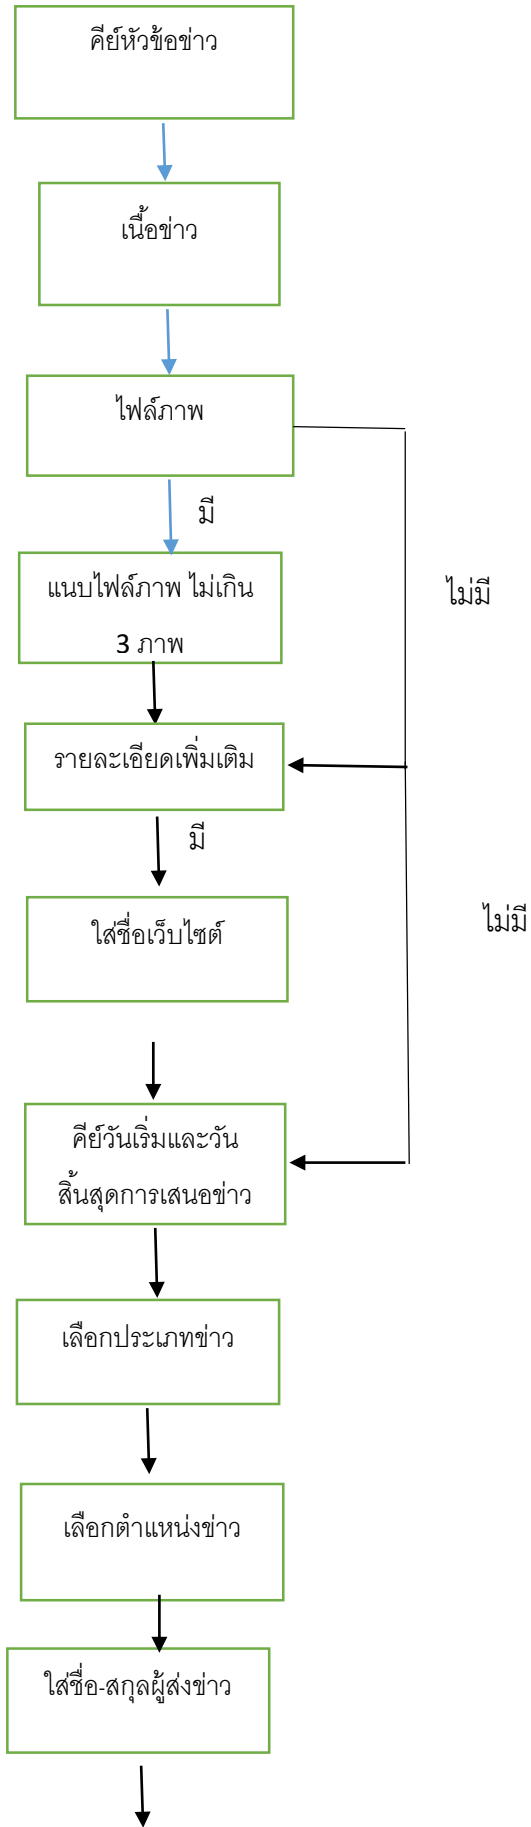 คีย์หัวข้อข่าว
เนื้อข่าว
ไฟล์ภาพ
มี
แนบไฟล์ภาพ ไม่เกิน
3 ภาพ
ไม่มี
รายละเอียดเพิ่มเติม
มี
ไม่มี
ใส่ชื่อเว็บไซต์
คีย์วันเริ่มและวัน
สิ้นสุดการเสนอข่าว
เลือกประเภทข่าว
เลือกตำแหน่งข่าว
ใส่ชื่อ-สกุลผู้ส่งข่าว